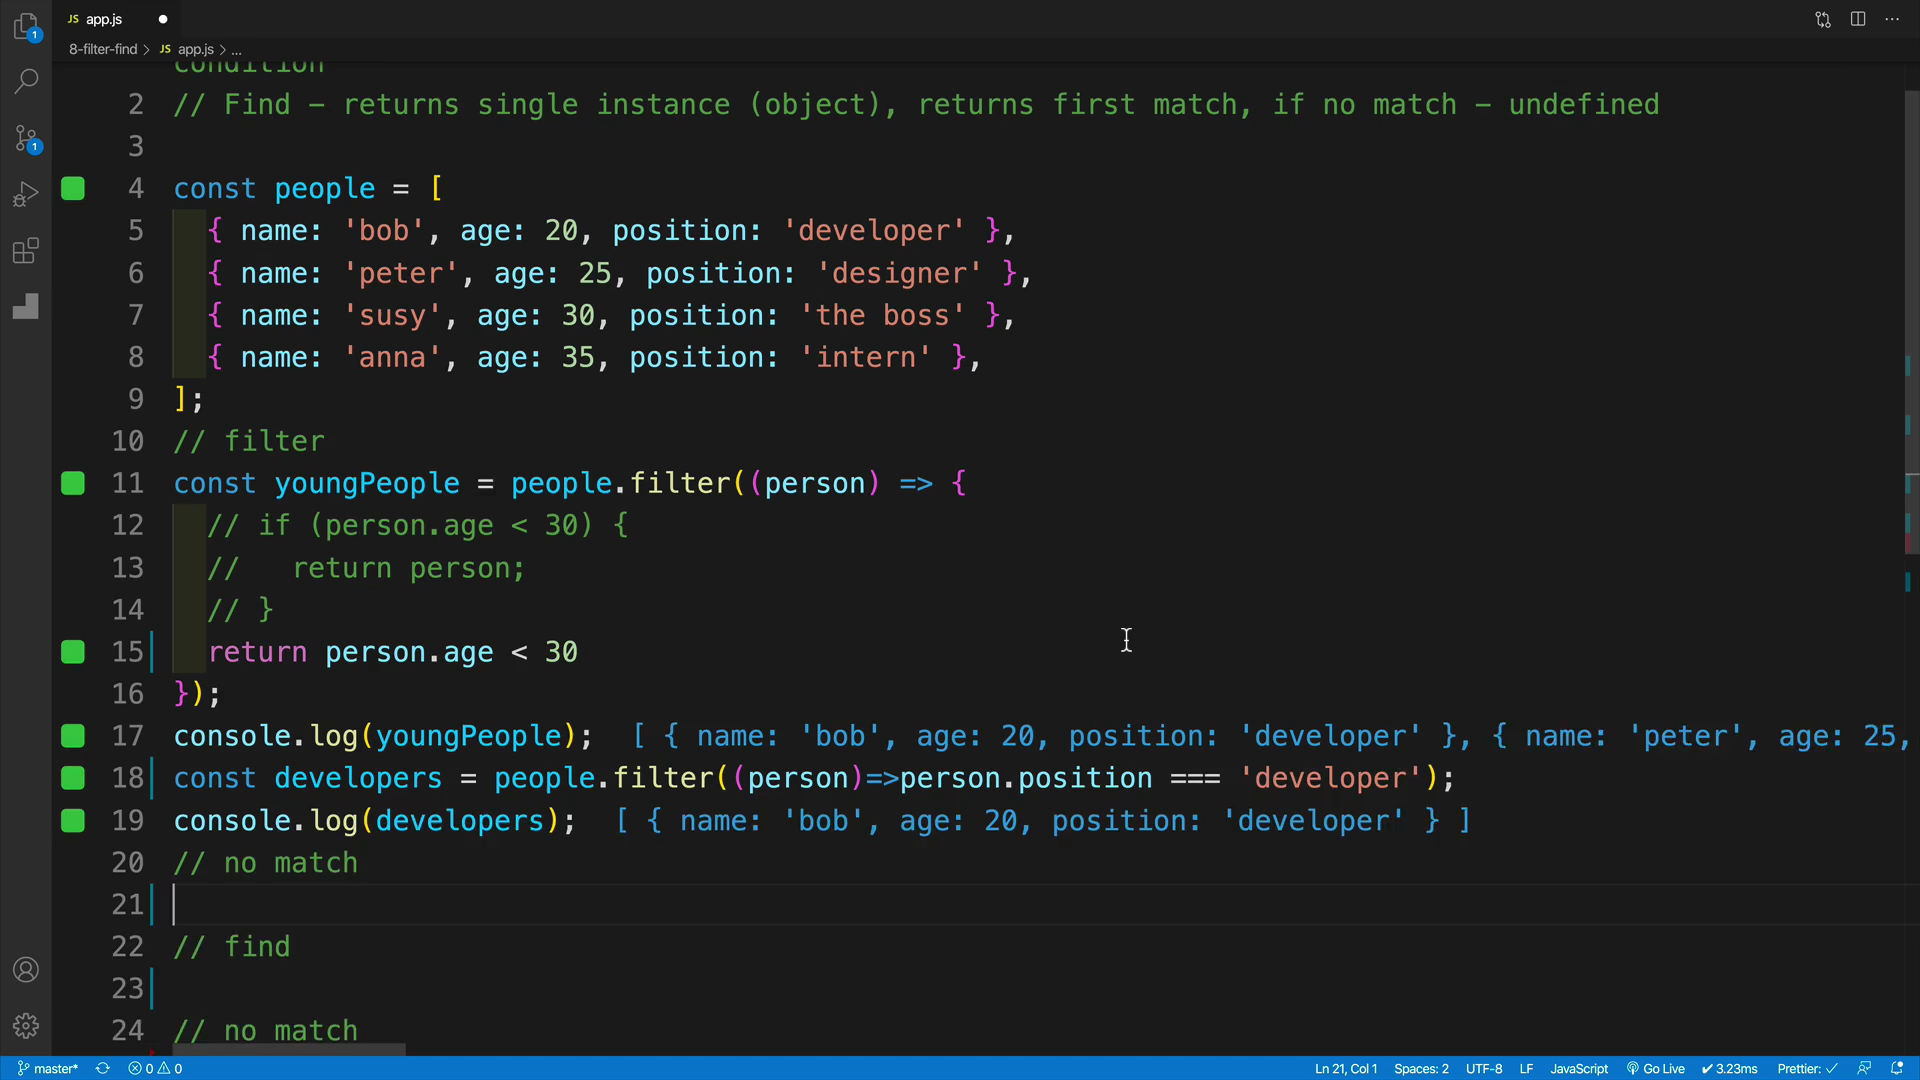 JS app.js
8-filter-find > JS app.js > ...
condition
2 // Find – returns single instance (object), returns first match, if no match – undefined
3
4 const people = [
5 { name: 'bob', age: 20, position: 'developer' },
6 { name: 'peter', age: 25, position: 'designer' },
7 { name: 'susy', age: 30, position: 'the boss' },
8 { name: 'anna', age: 35, position: 'intern' },
9 ];
10 // filter
11 const youngPeople = people.filter((person) => {
12 // if (person.age < 30) {
13 //   return person;
14 // }
15 return person.age < 30
16 });
17 console.log(youngPeople); [ { name: 'bob', age: 20, position: 'developer' }, { name: 'peter', age: 25,
18 const developers = people.filter((person)=>person.position === 'developer');
19 console.log(developers); [ { name: 'bob', age: 20, position: 'developer' } ]
20 // no match
21
22 // find
23
24 // no match
1
1
master* 0 0 Ln 21, Col 1 Spaces: 2 UTF-8 LF JavaScript Go Live ✓ 3.23ms Prettier: ✓